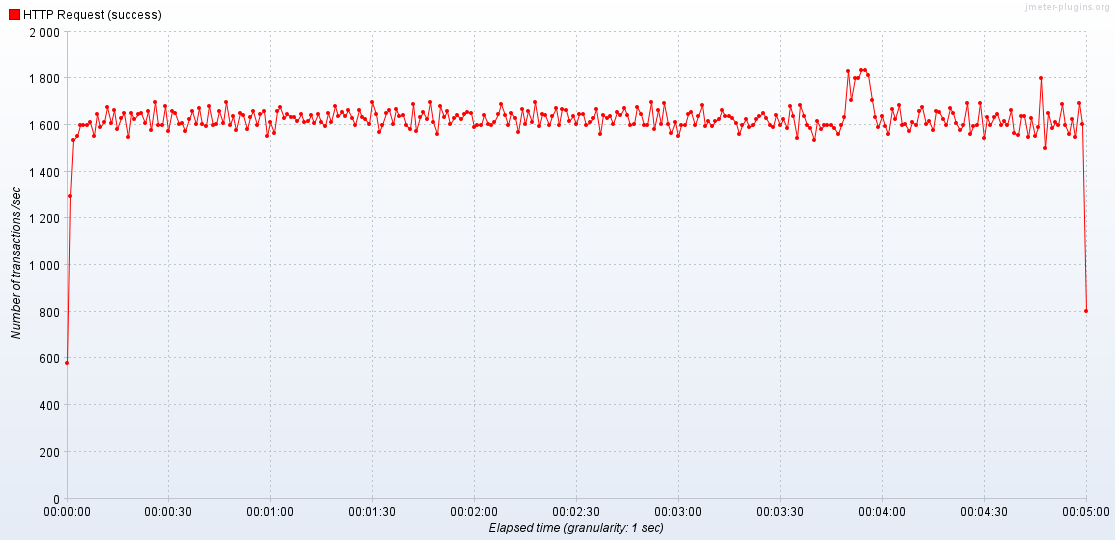 jmeter-plugins.org
HTTP Request (success)
2 000
1 800
1 600
1 400
1 200
1 000
800
600
400
200
0
Number of transactions /sec
00:00:00 00:00:30 00:01:00 00:01:30 00:02:00 00:02:30 00:03:00 00:03:30 00:04:00 00:04:30 00:05:00
Elapsed time (granularity: 1 sec)